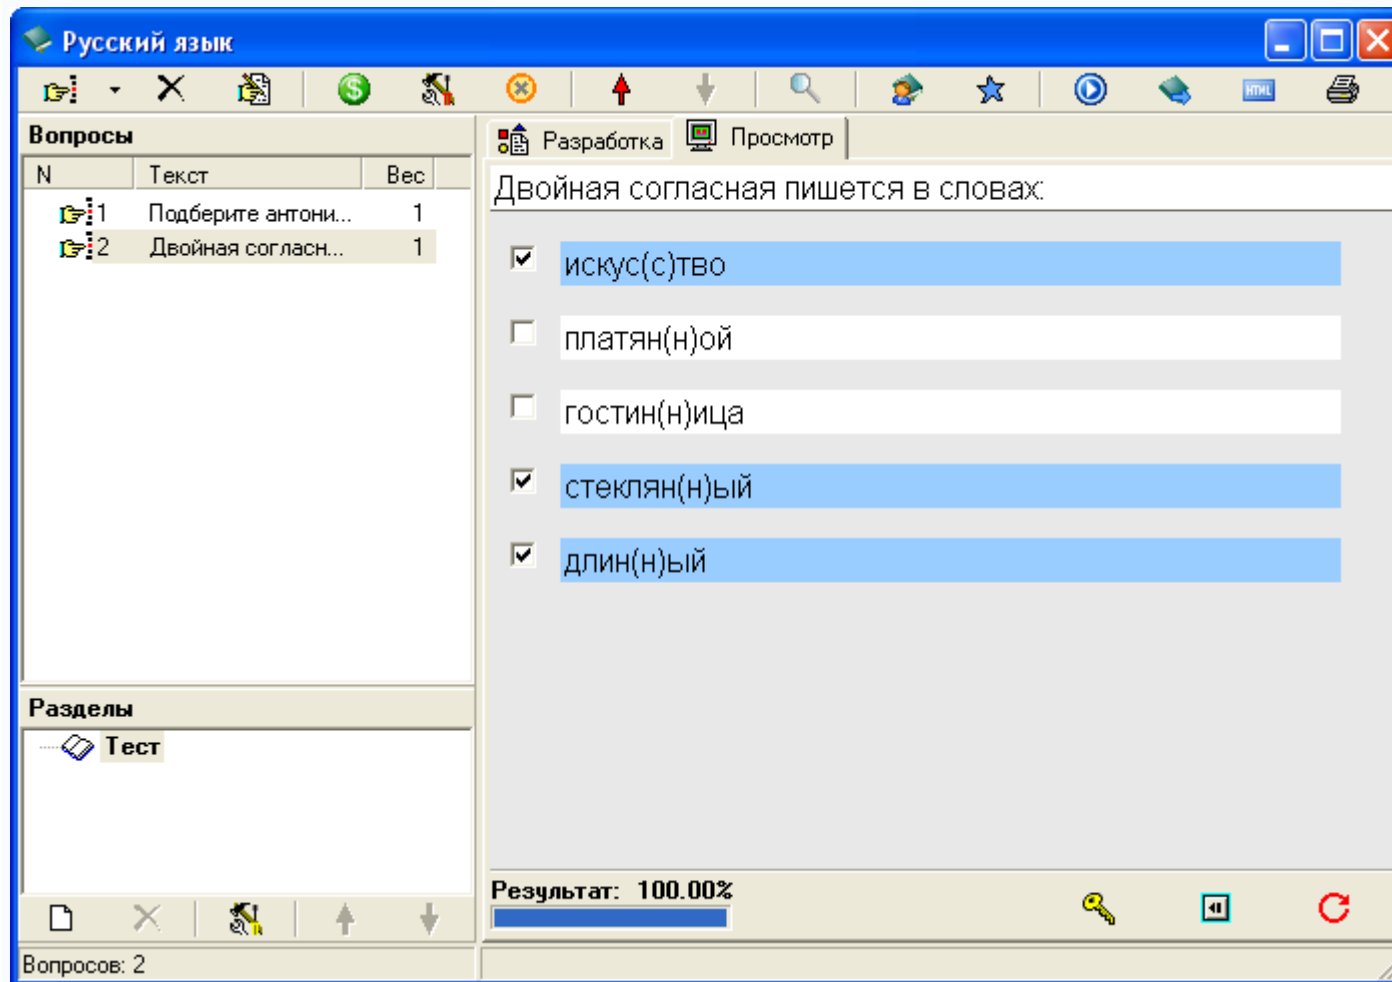 Русский язык
HTML
Вопросы
N Текст Вес
1 Подберите антони... 1
2 Двойная согласн... 1
Разделы
Тест
Вопросов: 2
Разработка Просмотр
Двойная согласная пишется в словах:
искус(с)тво
платян(н)ой
гостин(н)ица
стеклян(н)ый
длин(н)ый
Результат: 100.00%